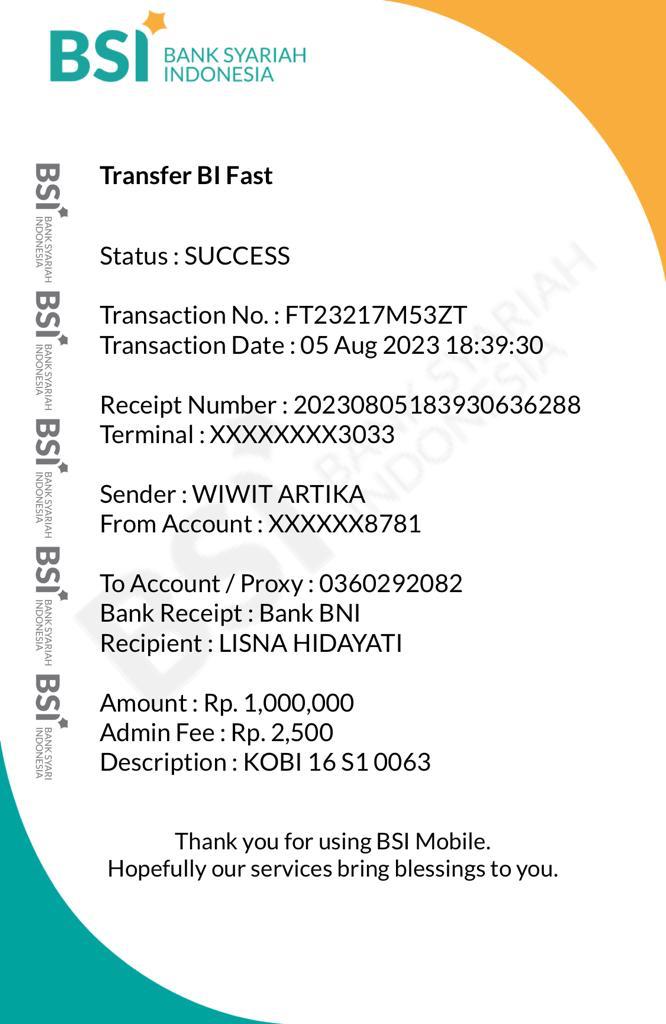 BSI BANK SYARIAH
INDONESIA
Transfer BI Fast
Status : SUCCESS
Transaction No. : FT23217M53ZT
Transaction Date : 05 Aug 2023 18:39:30
Receipt Number : 20230805183930636288
Terminal : XXXXXXXX3033
Sender : WIWIT ARTIKA
From Account : XXXXXX8781
To Account / Proxy : 0360292082
Bank Receipt : Bank BNI
Recipient : LISNA HIDAYATI
Amount : Rp. 1,000,000
Admin Fee : Rp. 2,500
Description : KOBI 16 S1 0063
Thank you for using BSI Mobile.
Hopefully our services bring blessings to you.
BSI BANK SYARIAH
INDONESIA
BSI BANK SYARIAH
INDONESIA
BSI BANK SYARIAH
INDONESIA
BSI BANK SYARIAH
INDONESIA
BSI BANK SYARI
INDONESIA
BSI BANK SYARIAH
INDONESIA